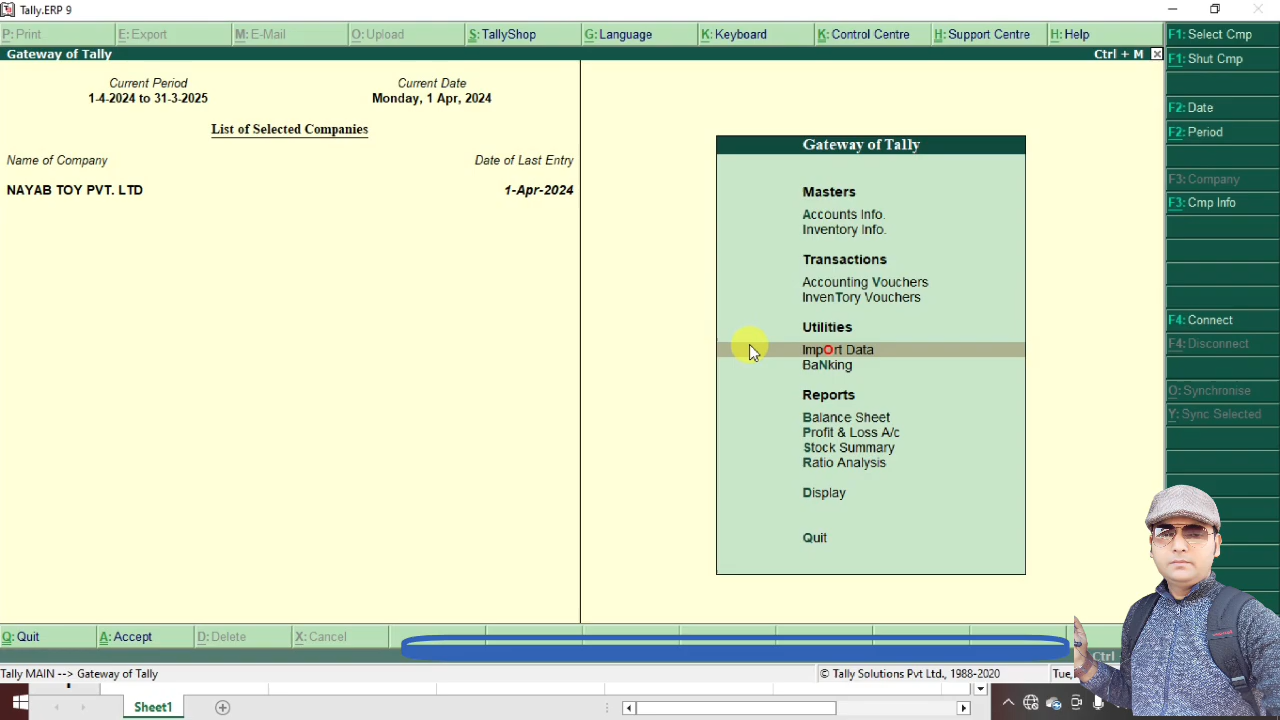 Tally.ERP 9
P: Print
E: Export
M: E-Mail
O: Upload
S: TallyShop
G: Language
K: Keyboard
K: Control Centre
H: Support Centre
H: Help
Gateway of Tally
Ctrl + M
Current Period
1-4-2024 to 31-3-2025
Current Date
Monday, 1 Apr, 2024
List of Selected Companies
Name of Company
Date of Last Entry
NAYAB TOY PVT. LTD
1-Apr-2024
Gateway of Tally
Masters
Accounts Info.
Inventory Info.
Transactions
Accounting Vouchers
InvenTory Vouchers
Utilities
ImpOrt Data
BaNking
Reports
Balance Sheet
Profit & Loss A/c
Stock Summary
Ratio Analysis
Display
Quit
F1: Select Cmp
F1: Shut Cmp
F2: Date
F2: Period
F3: Company
F3: Cmp Info
F4: Connect
F4: Disconnect
O: Synchronise
Y: Sync Selected
Q: Quit
A: Accept
D: Delete
X: Cancel
Ctrl
Tally MAIN --> Gateway of Tally
© Tally Solutions Pvt Ltd., 1988-2020
Tue,
Sheet1